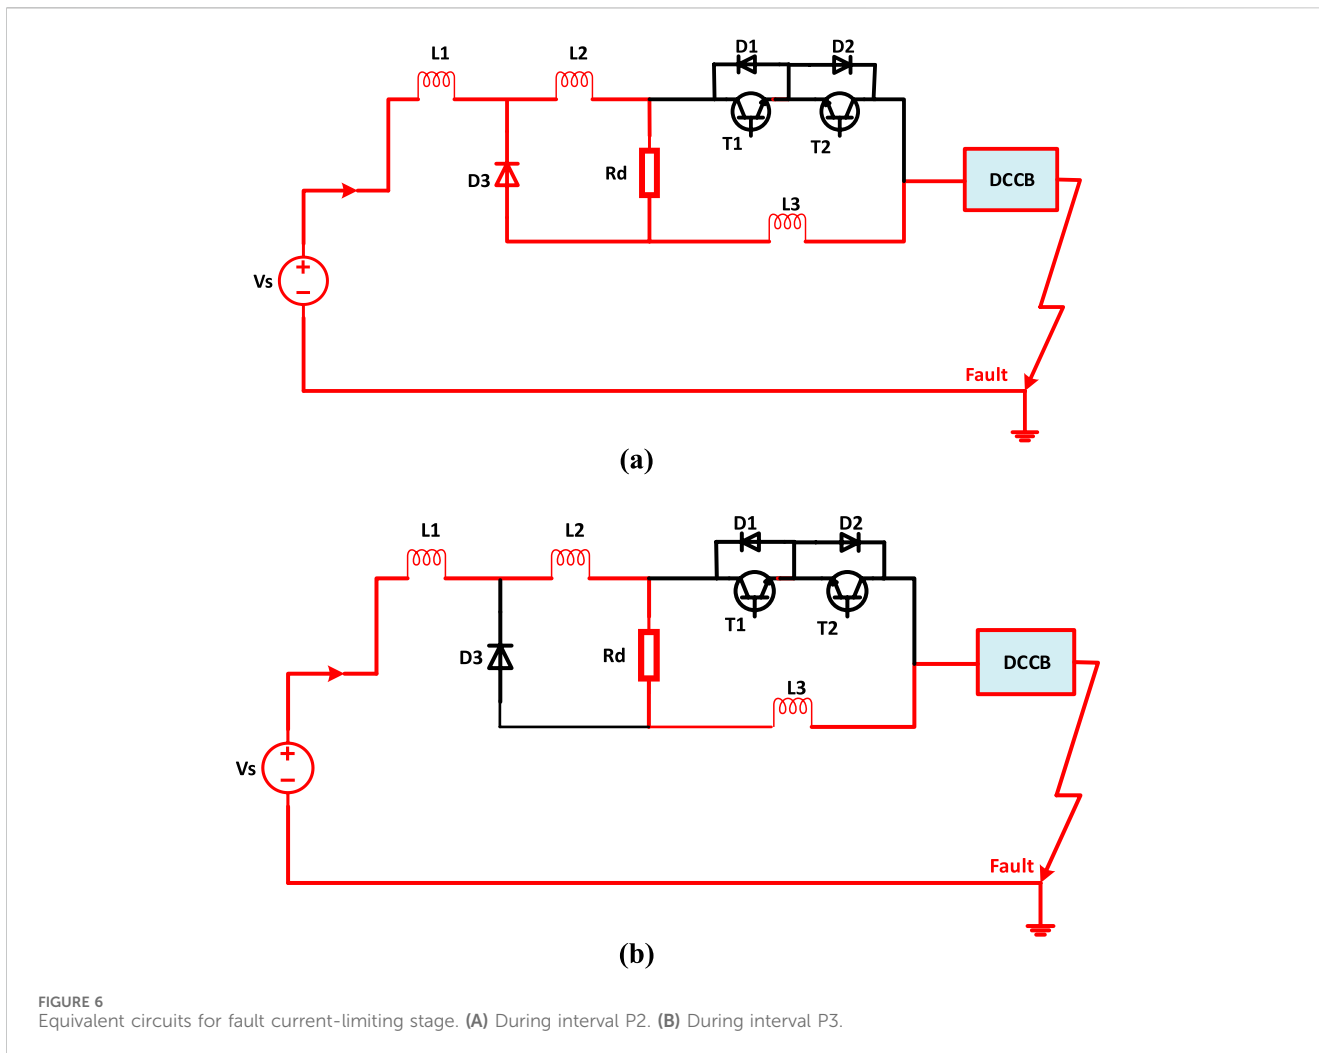 L1
L2
D1
D2
T1
T2
D3
Rd
L3
DCCB
Vs
+
−
Fault
(a)
L1
L2
D1
D2
T1
T2
D3
Rd
L3
DCCB
Vs
+
−
Fault
(b)
FIGURE 6
Equivalent circuits for fault current-limiting stage. (A) During interval P2. (B) During interval P3.